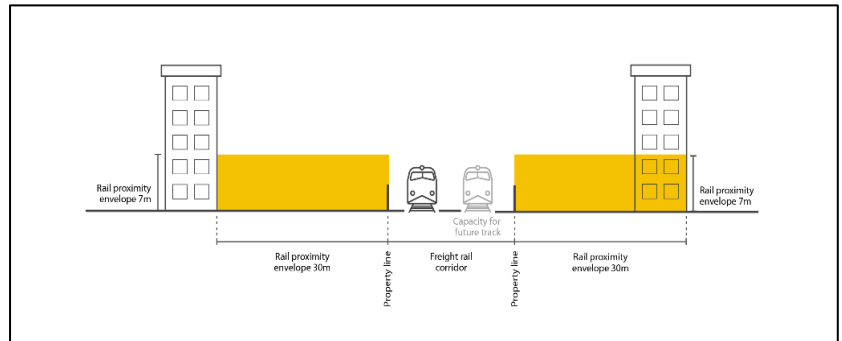 Rail proximity
envelope 7m
Rail proximity
envelope 7m
Capacity for
future track
Rail proximity
envelope 30m
Property line
Freight rail
corridor
Property line
Rail proximity
envelope 30m